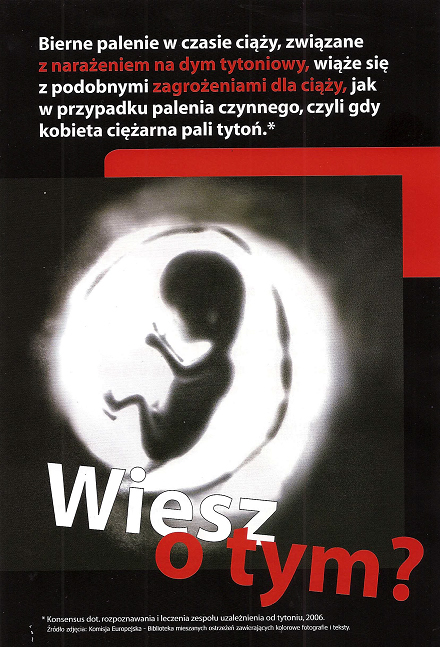 Bierne palenie w czasie ciąży, związane
z narażeniem na dym tytoniowy, wiąże się
z podobnymi zagrożeniami dla ciąży, jak
w przypadku palenia czynnego, czyli gdy
kobieta ciężarna pali tytoń.*
Wiesz
o tym?
* Konsensus dot. rozpoznawania i leczenia zespołu uzależnienia od tytoniu, 2006.
Źródło zdjęcia: Komisja Europejska – Biblioteka mieszanych ostrzeżeń zawierających kolorowe fotografie i teksty.